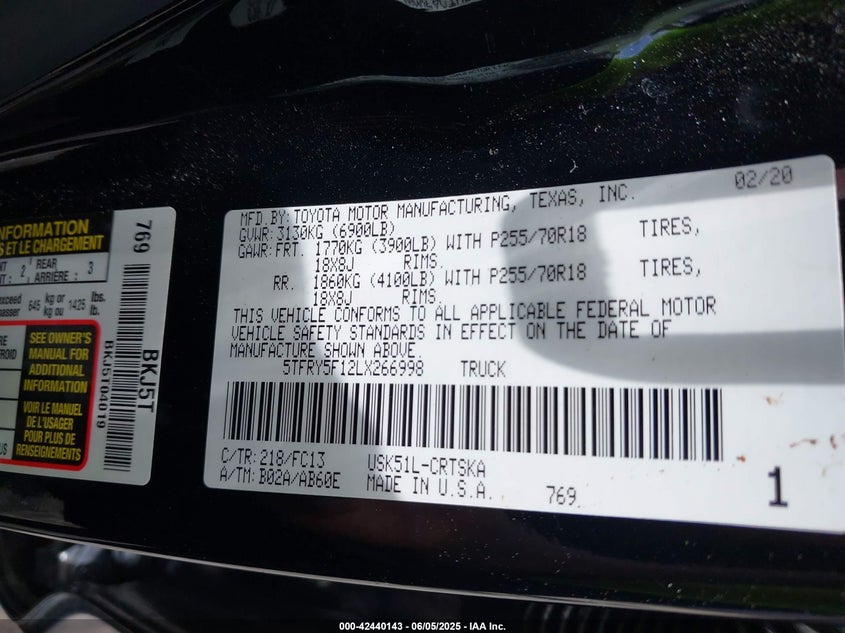 INFORMATION
S ET LE CHARGEMENT
NT : 2 REAR ARRIÈRE : 3
exceed 645 kg or kg ou 1425 lbs. lb.
SEE OWNER'S
MANUAL FOR
ADDITIONAL
INFORMATION
VOIR LE MANUEL
DE L'USAGER
POUR PLUS DE
RENSEIGNEMENTS
769
BKJ5T04019
BKJ5T
02/20
MFD BY: TOYOTA MOTOR MANUFACTURING, TEXAS, INC.
GVWR: 3130KG (6900LB)
GAWR: FRT. 1770KG (3900LB) WITH P255/70R18 TIRES,
18X8J RIMS.
RR. 1860KG (4100LB) WITH P255/70R18 TIRES,
18X8J RIMS.
THIS VEHICLE CONFORMS TO ALL APPLICABLE FEDERAL MOTOR
VEHICLE SAFETY STANDARDS IN EFFECT ON THE DATE OF
MANUFACTURE SHOWN ABOVE.
5TFRY5F12LX266998 TRUCK
C/TR: 218/FC13 USK51L-CRTSKA
A/TM: B02A/AB60E MADE IN U.S.A. 769 1
000-42440143 - 06/05/2025 - IAA Inc.